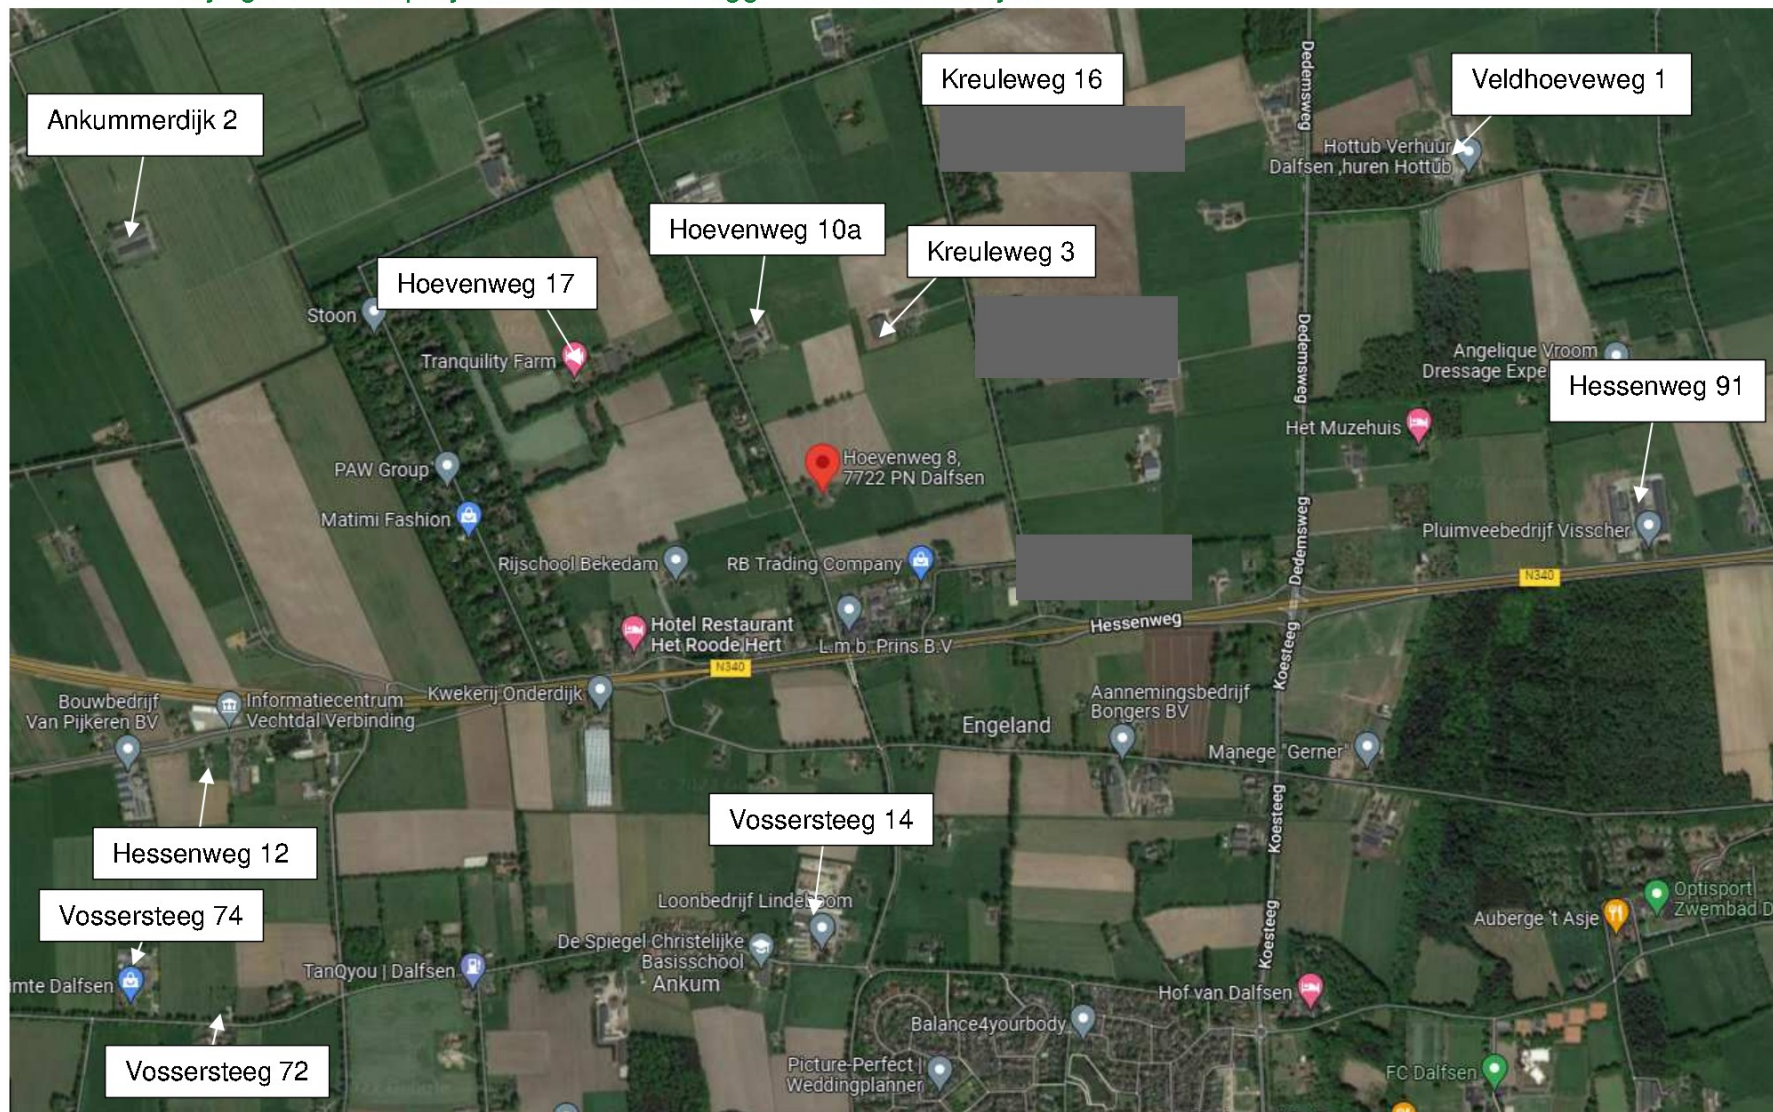 Kreuleweg 16
Veldhoeveweg 1
Ankummerdijk 2
Dedemsweg
Hottub Verhuur
Dalfsen ,huren Hottub
Hoevenweg 10a
Kreuleweg 3
Hoevenweg 17
Stoon
Tranquility Farm
Dedemsweg
Angelique Vroom
Dressage Expe
Hessenweg 91
Het Muzehuis
Hoevenweg 8,
7722 PN Dalfsen
PAW Group
Matimi Fashion
Pluimveebedrijf Visscher
Dedemsweg
Rijschool Bekedam
RB Trading Company
N340
Hotel Restaurant
Het Roode Hert
L.m.b. Prins B.V
Hessenweg
N340
Koesteeg
Bouwbedrijf
Van Pijkeren BV
Informatiecentrum
Vechtdal Verbinding
Kwekerij Onderdijk
Engeland
Aannemingsbedrijf
Bongers BV
Manege "Gerner"
Vossersteeg 14
Koesteeg
Hessenweg 12
Vossersteeg 74
Loonbedrijf Lindeboom
Koesteeg
Auberge 't Asje
Optisport
Zwembad D
De Spiegel Christelijke
Basisschool
Ankum
TanQyou | Dalfsen
imte Dalfsen
Hof van Dalfsen
Balance4yourbody
Vossersteeg 72
Picture-Perfect |
Weddingplanner
FC Dalfsen